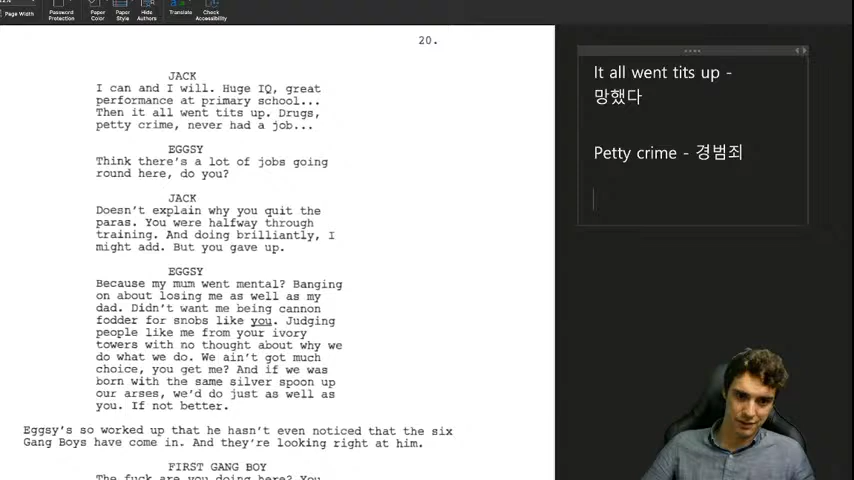 Page Width
Password
Protection
Paper
Color
Paper
Style
Hide
Authors
Translate
Check
Accessibility
20.
JACK
I can and I will. Huge IQ, great
performance at primary school...
Then it all went tits up. Drugs,
petty crime, never had a job...
EGGSY
Think there's a lot of jobs going
round here, do you?
JACK
Doesn't explain why you quit the
paras. You were halfway through
training. And doing brilliantly, I
might add. But you gave up.
EGGSY
Because my mum went mental? Banging
on about losing me as well as my
dad. Didn't want me being cannon
fodder for snobs like you. Judging
people like me from your ivory
towers with no thought about why we
do what we do. We ain't got much
choice, you get me? And if we was
born with the same silver spoon up
our arses, we'd do just as well as
you. If not better.
Eggsy's so worked up that he hasn't even noticed that the six
Gang Boys have come in. And they're looking right at him.
FIRST GANG BOY
The fuck are you doing here? You
It all went tits up -
망했다
Petty crime - 경범죄